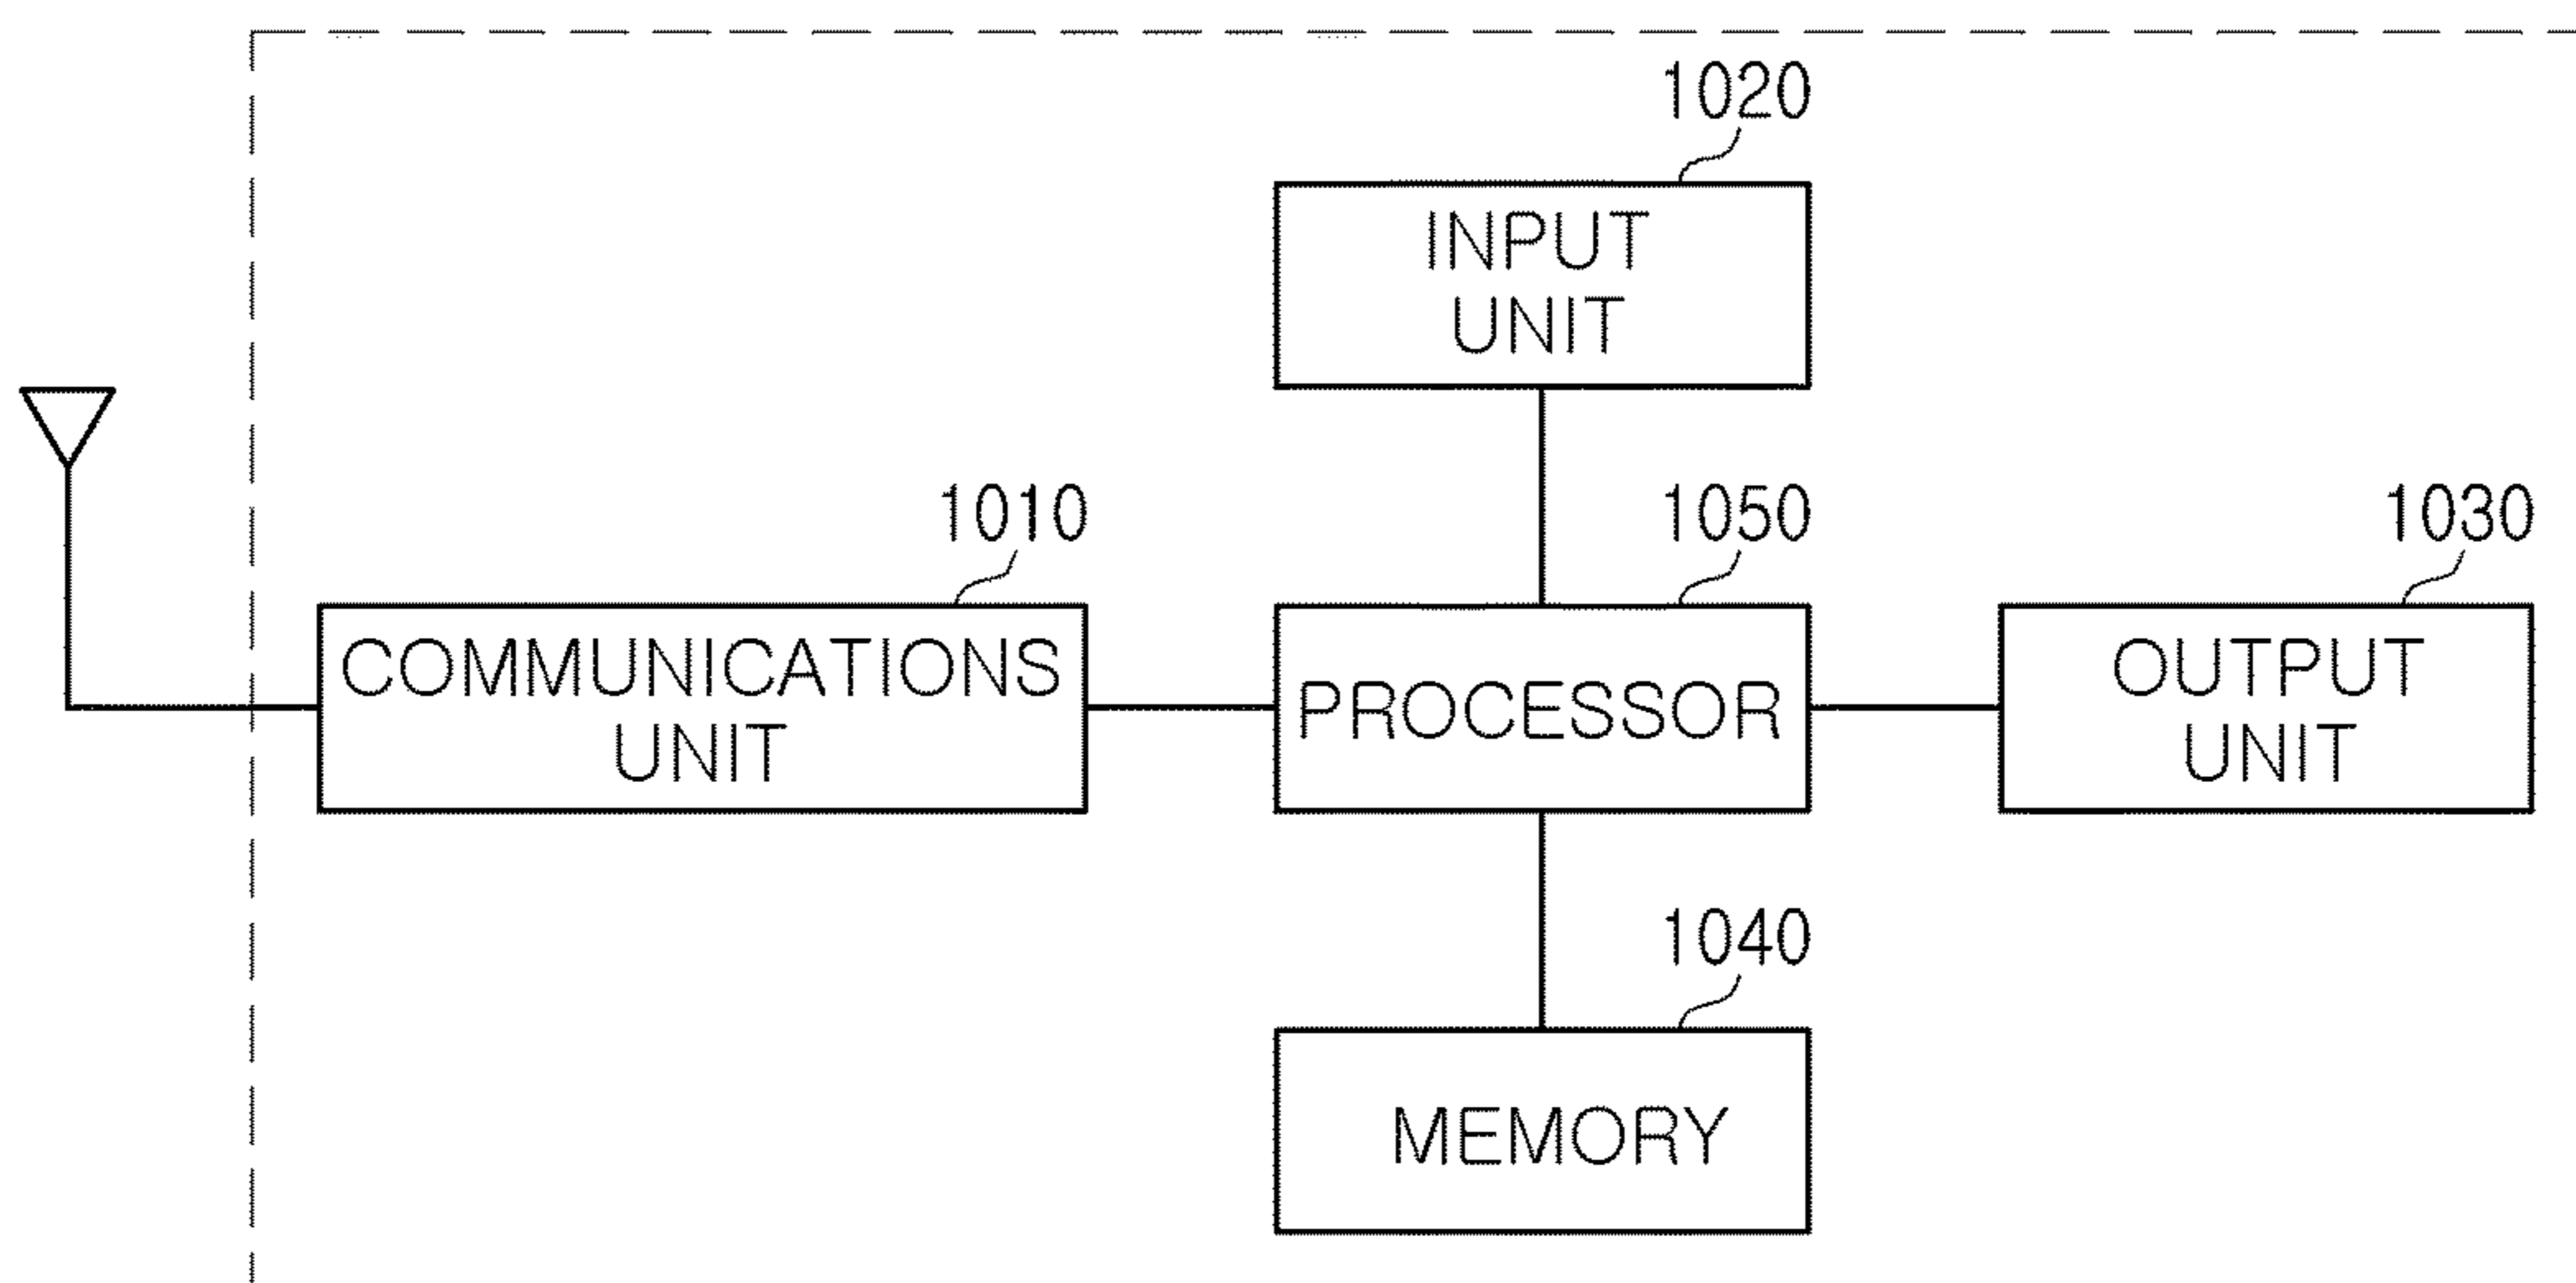 1020
INPUT
UNIT
1010
1050
1030
COMMUNICATIONS
UNIT
PROCESSOR
OUTPUT
UNIT
1040
MEMORY